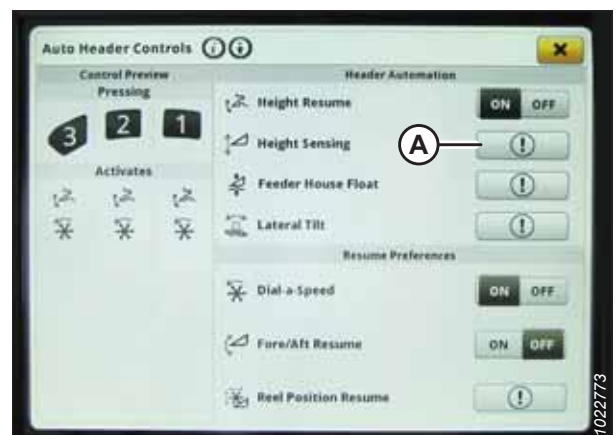 Auto Header Controls
Control Preview
Pressing
3 2 1
Activates
Header Automation
Height Resume ON OFF
Height Sensing
A
Feeder House Float
Lateral Tilt
Resume Preferences
Dial-a-Speed ON OFF
Fore/Aft Resume ON OFF
Reel Position Resume
1022773